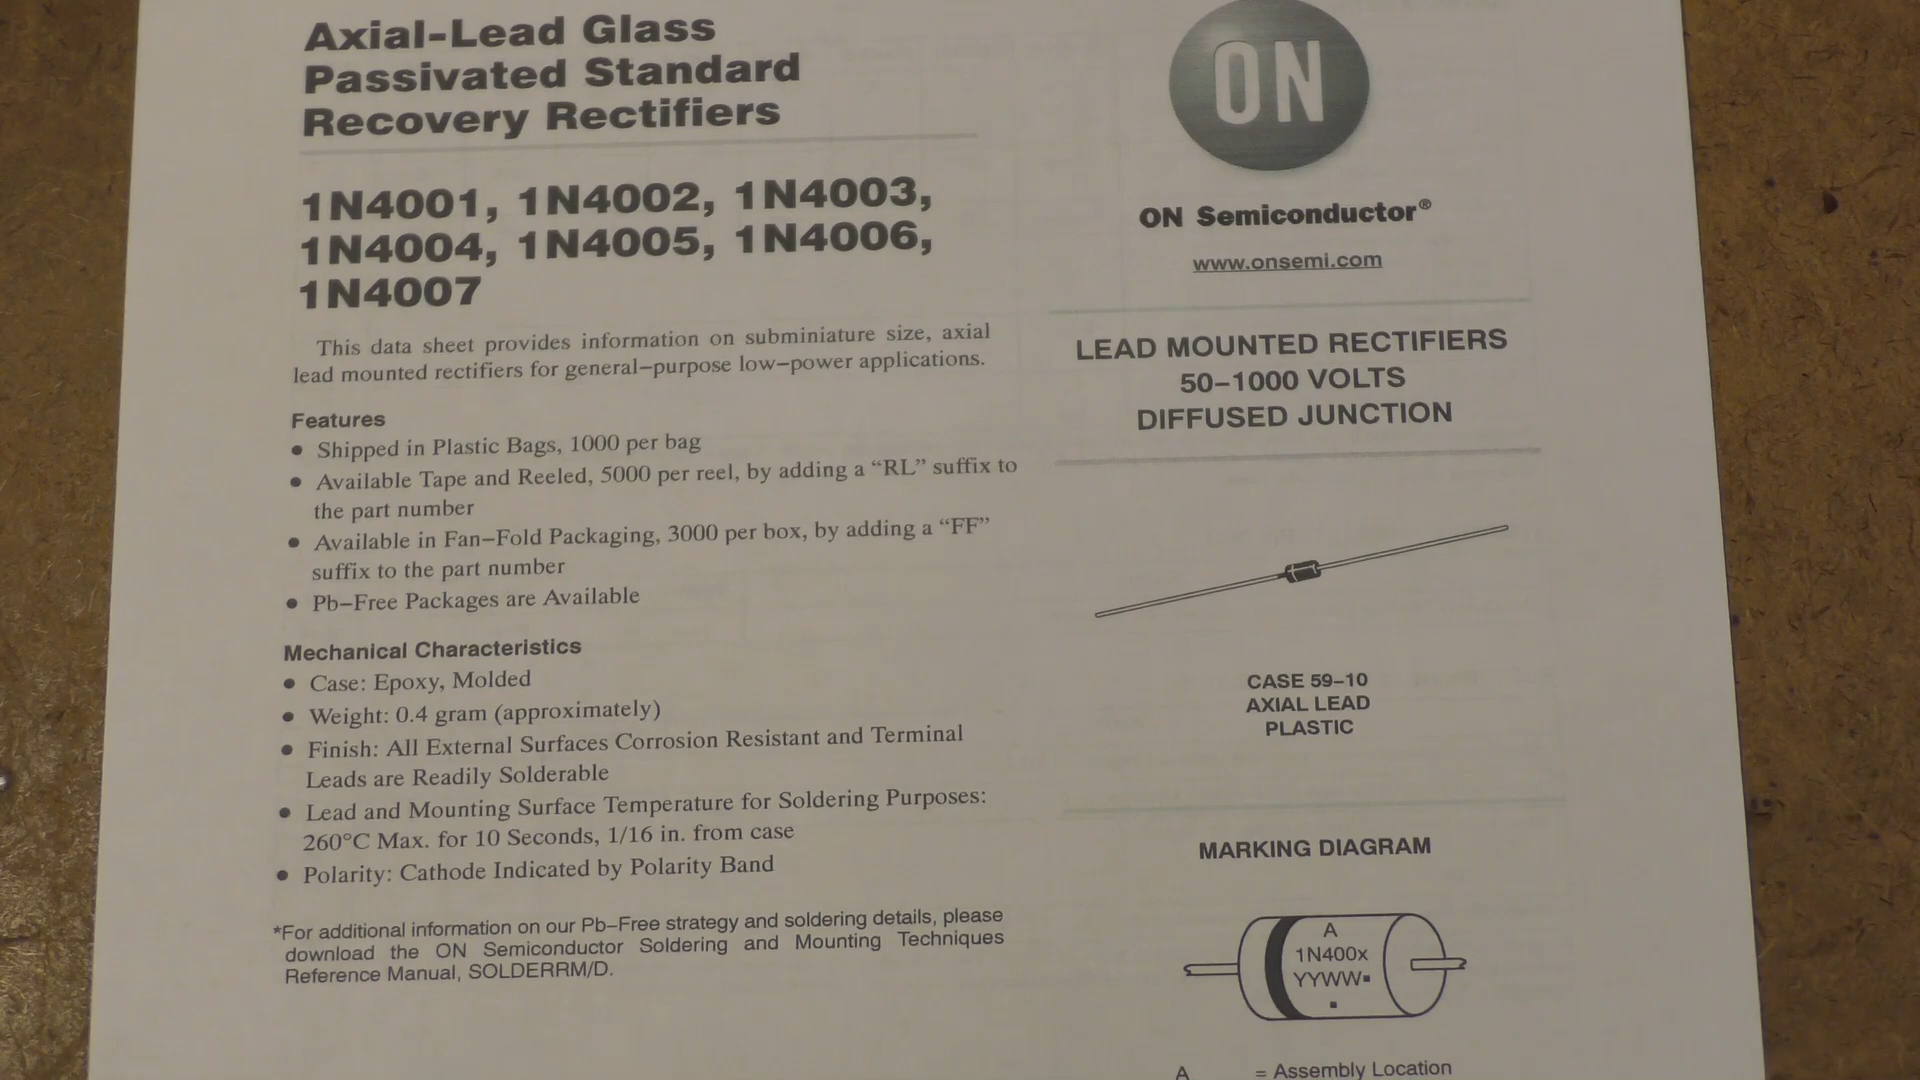 Axial-Lead Glass
Passivated Standard
Recovery Rectifiers
1N4001, 1N4002, 1N4003,
1N4004, 1N4005, 1N4006,
1N4007
This data sheet provides information on subminiature size, axial
lead mounted rectifiers for general–purpose low–power applications.
Features
• Shipped in Plastic Bags, 1000 per bag
• Available Tape and Reeled, 5000 per reel, by adding a “RL” suffix to
the part number
• Available in Fan–Fold Packaging, 3000 per box, by adding a “FF”
suffix to the part number
• Pb–Free Packages are Available
Mechanical Characteristics
• Case: Epoxy, Molded
• Weight: 0.4 gram (approximately)
• Finish: All External Surfaces Corrosion Resistant and Terminal
Leads are Readily Solderable
• Lead and Mounting Surface Temperature for Soldering Purposes:
260°C Max. for 10 Seconds, 1/16 in. from case
• Polarity: Cathode Indicated by Polarity Band
*For additional information on our Pb–Free strategy and soldering details, please
download the ON Semiconductor Soldering and Mounting Techniques
Reference Manual, SOLDERRM/D.
ON
ON Semiconductor®
www.onsemi.com
LEAD MOUNTED RECTIFIERS
50–1000 VOLTS
DIFFUSED JUNCTION
CASE 59–10
AXIAL LEAD
PLASTIC
MARKING DIAGRAM
A
1N400x
YYWW▪
▪
A = Assembly Location